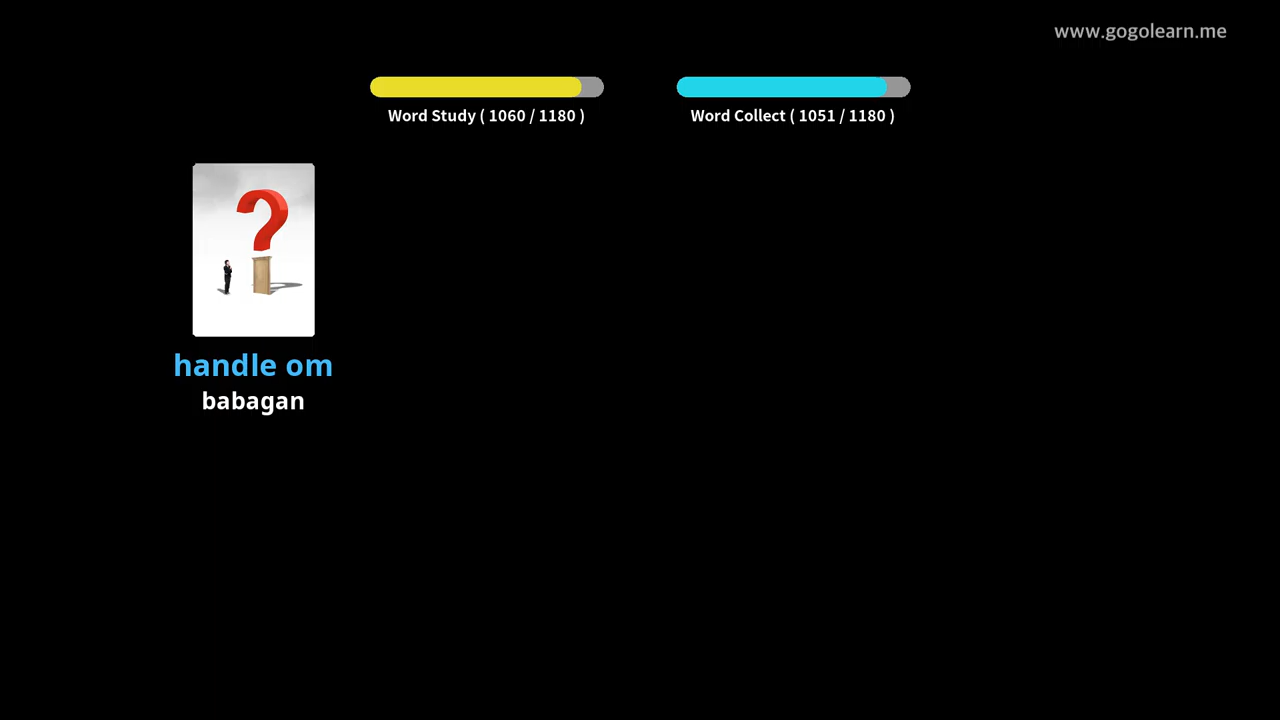 www.gogolearn.me
Word Study ( 1060 / 1180 )
Word Collect ( 1051 / 1180 )
handle om
babagan